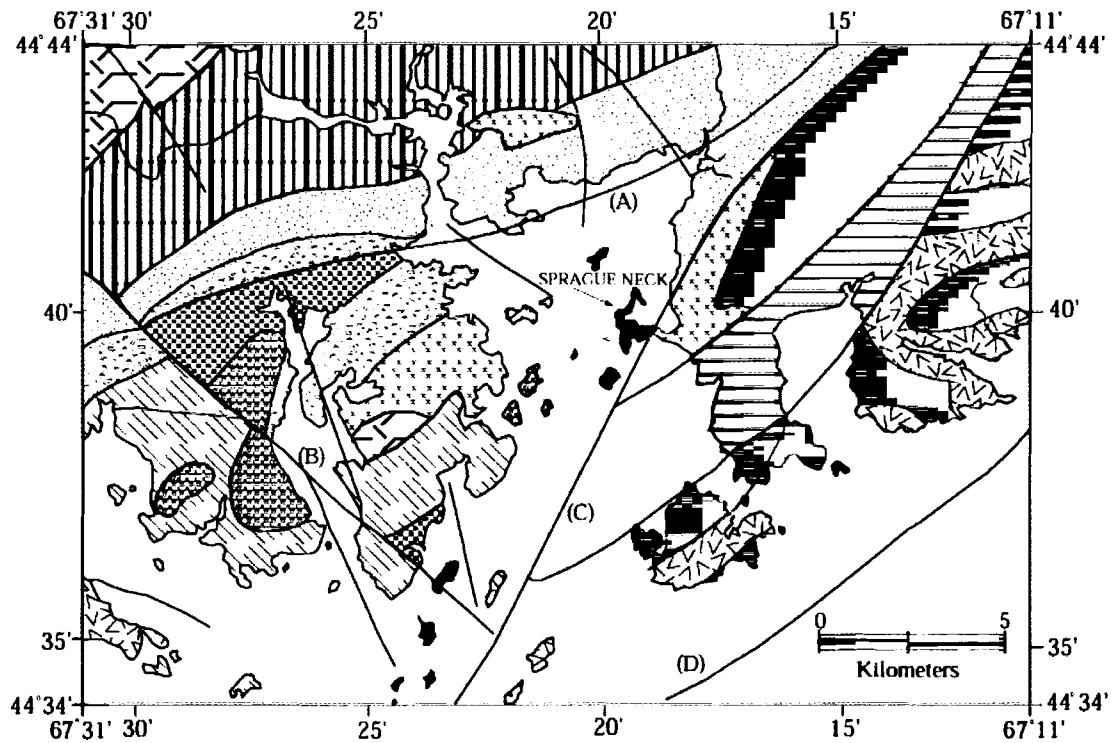 67°31' 30' 25' 20' 15' 67°11'
44°44' 44°44'
(A)
SPRAGUE NECK
40' 40'
(B)
(C)
0 5
Kilometers
35' 35'
(D)
44°34' 44°34'
67°31' 30' 25' 20' 15' 67°11'